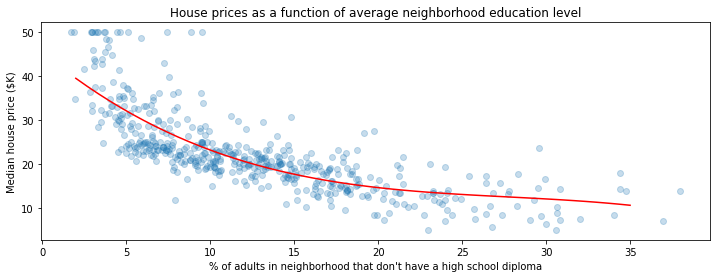 House prices as a function of average neighborhood education level
Median house price ($K)
50
40
30
20
10
0 5 10 15 20 25 30 35
% of adults in neighborhood that don't have a high school diploma